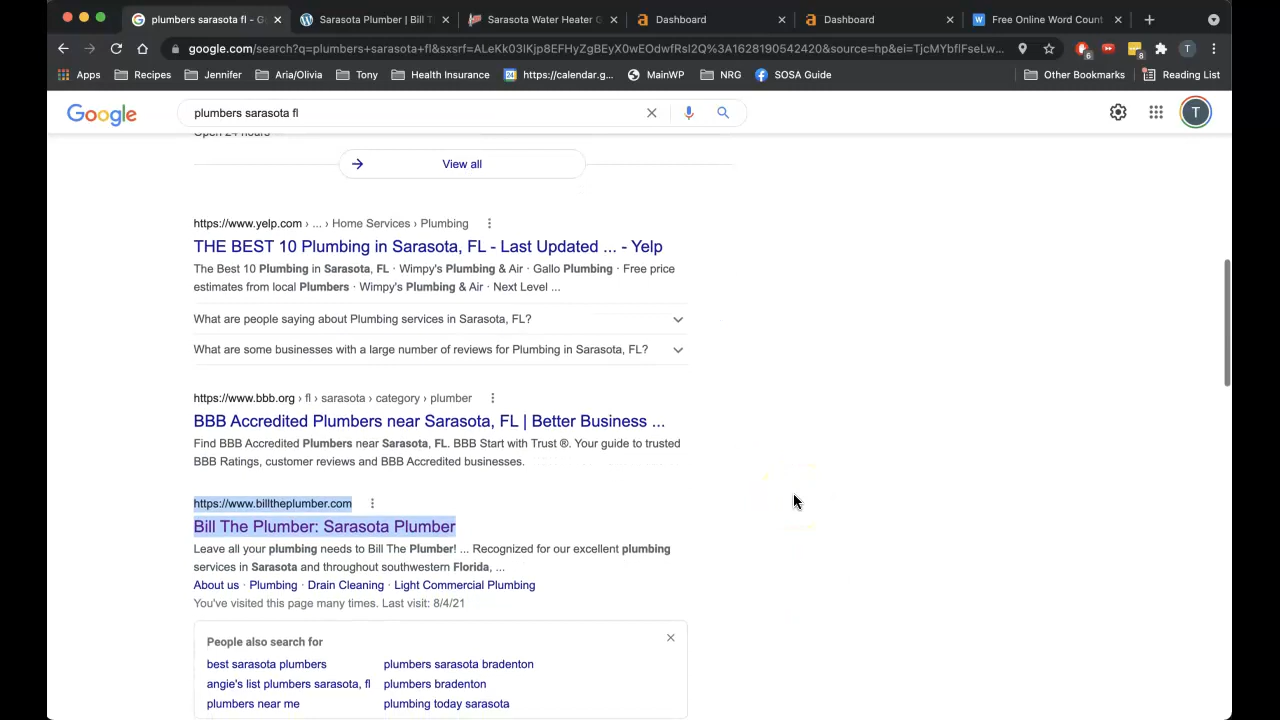 plumbers sarasota fl - G
Sarasota Plumber | Bill T
Sarasota Water Heater
Dashboard
Dashboard
Free Online Word Count
google.com/search?q=plumbers+sarasota+fl&sxsrf=
Apps
Recipes
Jennifer
Aria/Olivia
Tony
Health Insurance
https://calendar.g...
MainWP
NRG
SOSA Guide
Other Bookmarks
Reading List
Google
plumbers sarasota fl
T
Open 24 hours
View all
https://www.yelp.com › ... › Home Services › Plumbing
THE BEST 10 Plumbing in Sarasota, FL - Last Updated ... - Yelp
The Best 10 Plumbing in Sarasota, FL · Wimpy's Plumbing & Air · Gallo Plumbing · Free price
estimates from local Plumbers · Wimpy's Plumbing & Air · Next Level ...
What are people saying about Plumbing services in Sarasota, FL?
What are some businesses with a large number of reviews for Plumbing in Sarasota, FL?
https://www.bbb.org › fl › sarasota › category › plumber
BBB Accredited Plumbers near Sarasota, FL | Better Business ...
Find BBB Accredited Plumbers near Sarasota, FL. BBB Start with Trust ®. Your guide to trusted
BBB Ratings, customer reviews and BBB Accredited businesses.
https://www.billtheplumber.com
Bill The Plumber: Sarasota Plumber
Leave all your plumbing needs to Bill The Plumber! ... Recognized for our excellent plumbing
services in Sarasota and throughout southwestern Florida, ...
About us · Plumbing · Drain Cleaning · Light Commercial Plumbing
You've visited this page many times. Last visit: 8/4/21
People also search for
best sarasota plumbers
plumbers sarasota bradenton
angie's list plumbers sarasota, fl
plumbers bradenton
plumbers near me
plumbing today sarasota